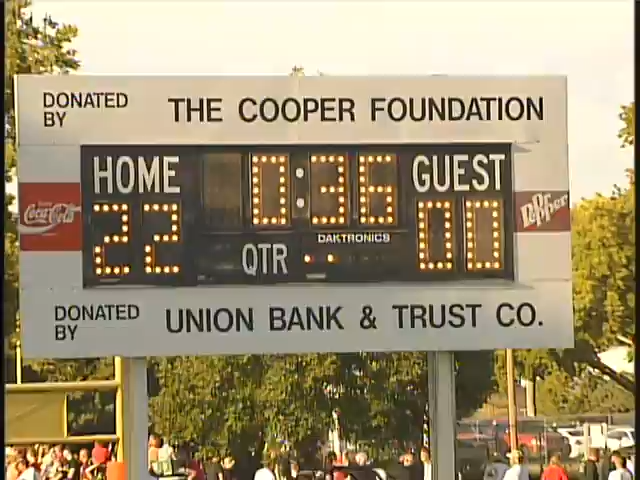 DONATED BY THE COOPER FOUNDATION
HOME 0:36 GUEST
22 QTR DAKTRONICS 00
Coca-Cola
Dr Pepper
DONATED BY UNION BANK & TRUST CO.